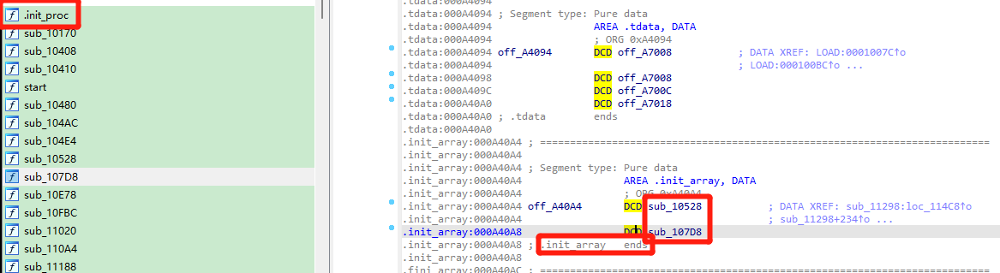 .init_proc
sub_10170
sub_10408
sub_10410
start
sub_10480
sub_104AC
sub_104E4
sub_10528
sub_107D8
sub_10E78
sub_10FBC
sub_11020
sub_110A4
sub_11188
.tdata:000A4094
.tdata:000A4094 ; Segment type: Pure data
.tdata:000A4094 AREA .tdata, DATA
.tdata:000A4094 ; ORG 0xA4094
.tdata:000A4094 off_A4094 DCD off_A7008 ; DATA XREF: LOAD:0001007C↑o
.tdata:000A4094 ; LOAD:000100BC↑o ...
.tdata:000A4098 DCD off_A7008
.tdata:000A409C DCD off_A700C
.tdata:000A40A0 DCD off_A7018
.tdata:000A40A0 ; .tdata ends
.tdata:000A40A0
.init_array:000A40A4 ; ===========================================================================
.init_array:000A40A4
.init_array:000A40A4 ; Segment type: Pure data
.init_array:000A40A4 AREA .init_array, DATA
.init_array:000A40A4 ; ORG 0xA40A4
.init_array:000A40A4 off_A40A4 DCD sub_10528 ; DATA XREF: sub_11298:loc_114C8↑o
.init_array:000A40A4 ; sub_11298+234↑o ...
.init_array:000A40A8 DCD sub_107D8
.init_array:000A40A8 ; .init_array ends
.init_array:000A40A8
.fini_array:000A40AC ; ===========================================================================